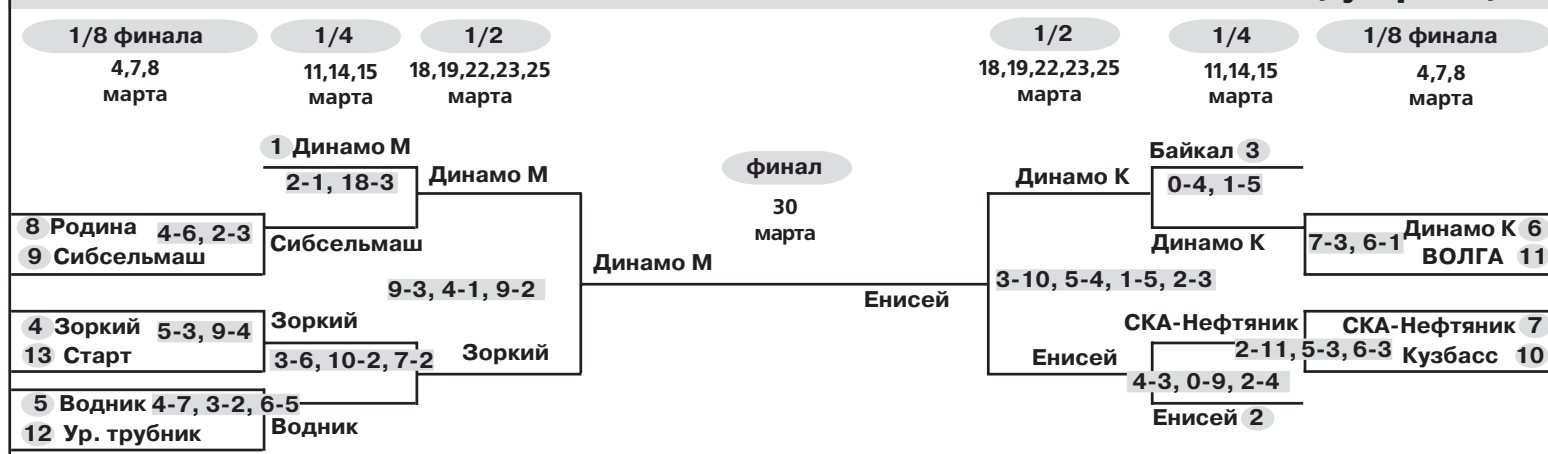 1/8 финала 1/4 1/2 1/2 1/4 1/8 финала
4,7,8 11,14,15 18,19,22,23,25 18,19,22,23,25 11,14,15 4,7,8
марта марта марта марта марта марта
1 Динамо М
2-1, 18-3
Динамо М
8 Родина 4-6, 2-3
9 Сибсельмаш
Сибсельмаш
9-3, 4-1, 9-2
4 Зоркий 5-3, 9-4
13 Старт
Зоркий
3-6, 10-2, 7-2
Зоркий
5 Водник 4-7, 3-2, 6-5
12 Ур. трубник
Водник
Динамо М
финал
30
марта
Енисей
Байкал 3
0-4, 1-5
Динамо К
Динамо К
7-3, 6-1
Динамо К 6
ВОЛГА 11
3-10, 5-4, 1-5, 2-3
СКА-Нефтяник
СКА-Нефтяник 7
2-11, 5-3, 6-3 Кузбасс 10
Енисей
4-3, 0-9, 2-4
Енисей 2